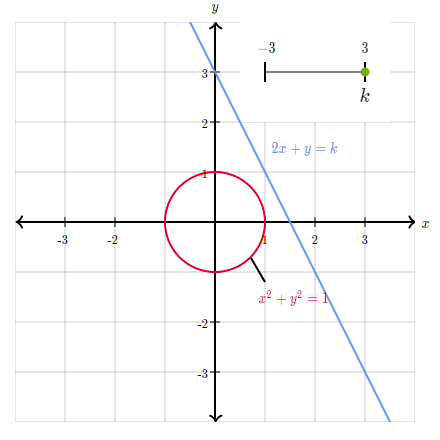 y
−3 3
k
3
2
2x + y = k
1
x
-3 -2 1 2 3
x² + y² = 1
-2
-3